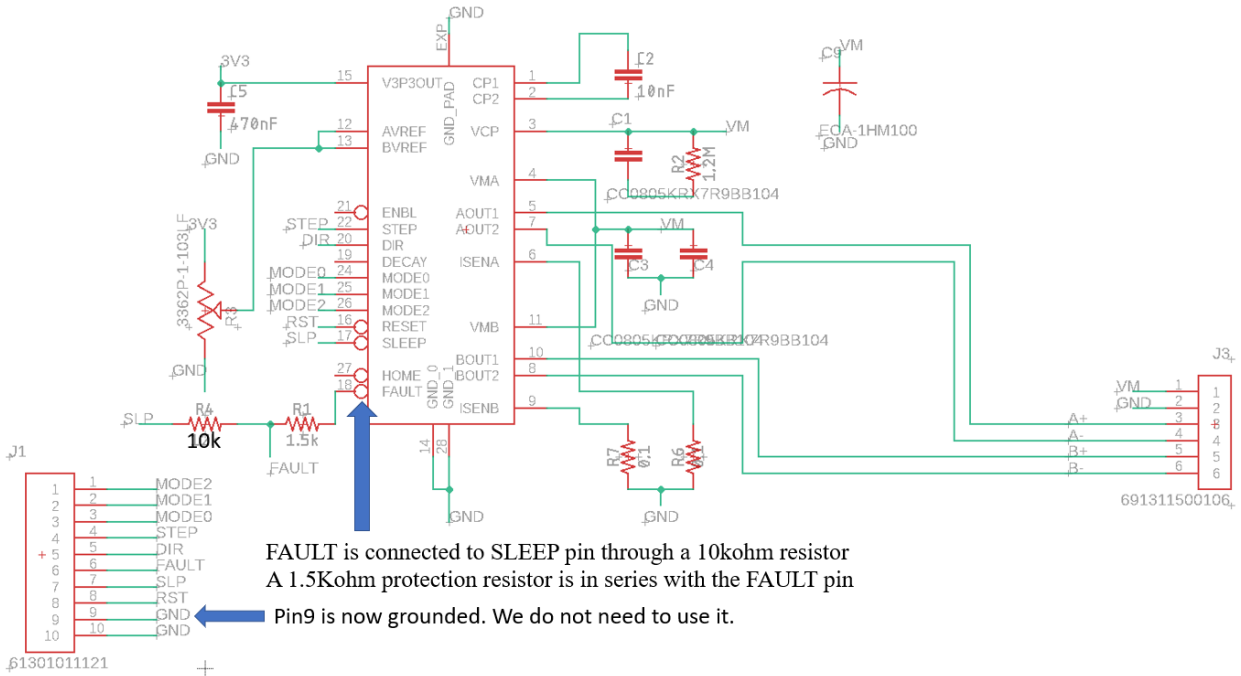 GND
EXP
3V3
C5
470nF
GND
15
V3P3OUT
GND_PAD
12
AVREF
13
BVREF
CP1
1
CP2
2
C2
10nF
VCP
3
C1
VM
R2
1.2M
CC0805KRX7R9BB104
C9
VM
ECA-1HM100
GND
VMA
4
AOUT1
5
AOUT2
7
ISENA
6
VM
C3
C4
GND
21
ENBL
STEP
22
STEP
DIR
20
DIR
19
DECAY
MODE0
24
MODE0
MODE1
25
MODE1
MODE2
26
MODE2
RST
16
RESET
SLP
17
SLEEP
27
HOME
18
FAULT
3V3
3362P-1-103LF
R3
GND
VMB
11
BOUT1
10
BOUT2
8
ISENB
9
GND_0
GND_1
14
28
GND
SLP
R4
10k
R1
1.5k
FAULT
R7
0.1
R6
GND
J3
VM
1
1
GND
2
2
A+
3
A-
4
4
B+
5
5
B-
6
6
691311500106
J1
1
1
MODE2
2
2
MODE1
3
3
MODE0
4
4
STEP
5
5
DIR
6
6
FAULT
7
7
SLP
8
8
RST
9
9
GND
10
10
GND
61301011121
FAULT is connected to SLEEP pin through a 10kohm resistor
A 1.5Kohm protection resistor is in series with the FAULT pin
Pin9 is now grounded. We do not need to use it.